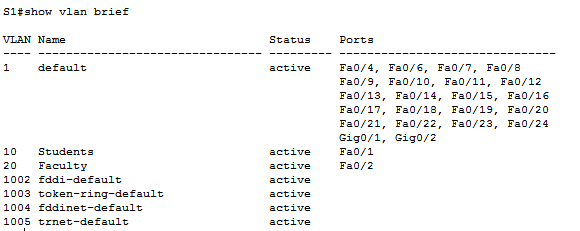 S1#show vlan brief
VLAN Name                             Status    Ports
---- -------------------------------- --------- -------------------------------
1    default                          active    Fa0/4, Fa0/6, Fa0/7, Fa0/8
                                                Fa0/9, Fa0/10, Fa0/11, Fa0/12
                                                Fa0/13, Fa0/14, Fa0/15, Fa0/16
                                                Fa0/17, Fa0/18, Fa0/19, Fa0/20
                                                Fa0/21, Fa0/22, Fa0/23, Fa0/24
                                                Gig0/1, Gig0/2
10   Students                         active    Fa0/1
20   Faculty                          active    Fa0/2
1002 fddi-default                     active
1003 token-ring-default               active
1004 fddinet-default                  active
1005 trnet-default                    active